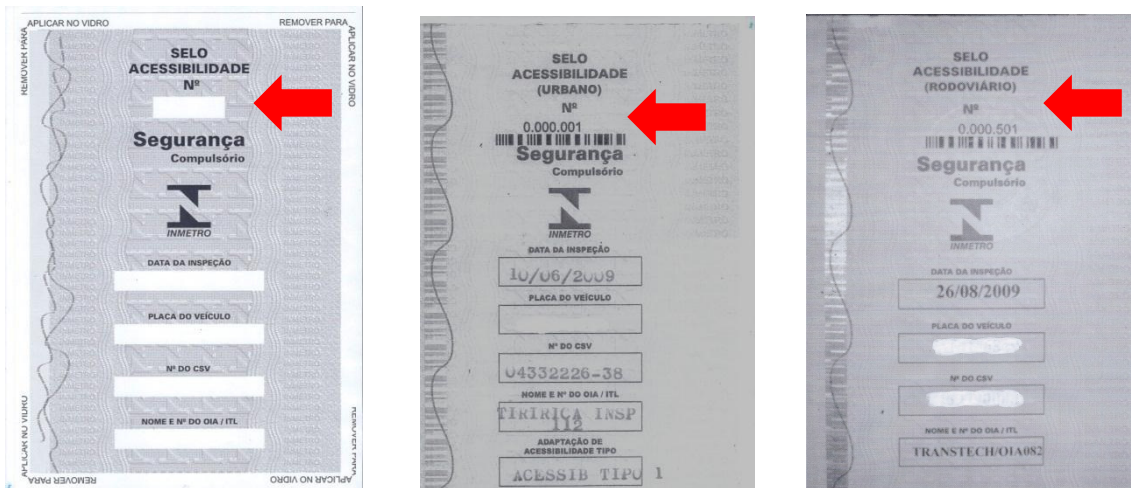 APLICAR NO VIDRO
REMOVER PARA
REMOVER PARA
APLICAR NO VIDRO
SELO
ACESSIBILIDADE
Nº
Segurança
Compulsório
INMETRO
DATA DA INSPEÇÃO
PLACA DO VEÍCULO
Nº DO CSV
NOME E Nº DO OIA / ITL
APLICAR NO VIDRO
REMOVER PARA
REMOVER PARA
APLICAR NO VIDRO
SELO
ACESSIBILIDADE
(URBANO)
Nº
0.000.001
Segurança
Compulsório
INMETRO
DATA DA INSPEÇÃO
10/06/2009
PLACA DO VEÍCULO
Nº DO CSV
04332226-38
NOME E Nº DO OIA / ITL
TIRIRICA INSP
112
ADAPTAÇÃO DE
ACESSIBILIDADE TIPO
ACESSIB TIPO 1
SELO
ACESSIBILIDADE
(RODOVIÁRIO)
Nº
0.000.501
Segurança
Compulsório
INMETRO
DATA DA INSPEÇÃO
26/08/2009
PLACA DO VEÍCULO
Nº DO CSV
NOME E Nº DO OIA / ITL
TRANSTECH/OIA082